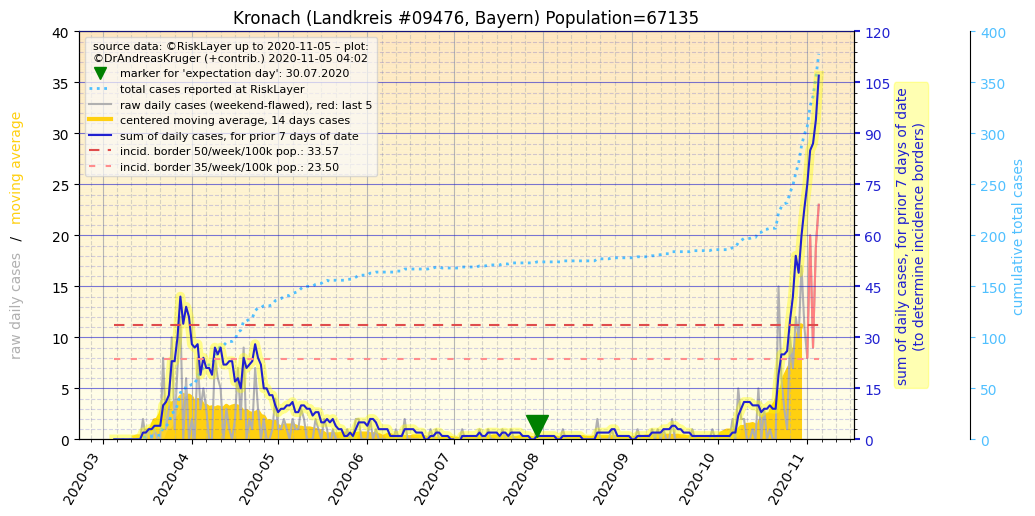 Kronach (Landkreis #09476, Bayern) Population=67135
source data: ©RiskLayer up to 2020-11-05 – plot:
©DrAndreasKruger (+contrib.) 2020-11-05 04:02
marker for 'expectation day': 30.07.2020
total cases reported at RiskLayer
raw daily cases (weekend-flawed), red: last 5
centered moving average, 14 days cases
sum of daily cases, for prior 7 days of date
incid. border 50/week/100k pop.: 33.57
incid. border 35/week/100k pop.: 23.50
raw daily cases / moving average
40
35
30
25
20
15
10
5
0
120
105
90
75
60
45
30
15
0
sum of daily cases, for prior 7 days of date
(to determine incidence borders)
400
350
300
250
200
150
100
50
0
cumulative total cases
2020-03
2020-04
2020-05
2020-06
2020-07
2020-08
2020-09
2020-10
2020-11